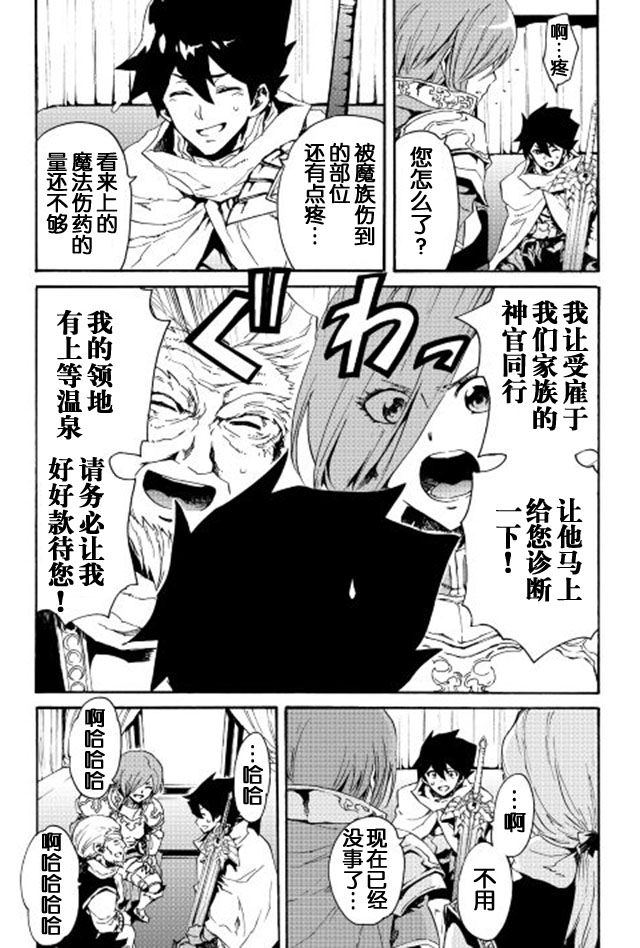 啊…疼
您怎么了?
被魔族伤到
的部位
还有点
疼…
看来上的
魔法伤药的
量还不够
ぐわっ
我让受雇于
我们家族的
神官同行
让他马上
给您诊断
一下!
我的领地
有上等温泉
请务必让我
好好款待您!
…啊
不用
现在已经
没事了…
…哈哈
啊哈哈哈
啊哈哈哈哈